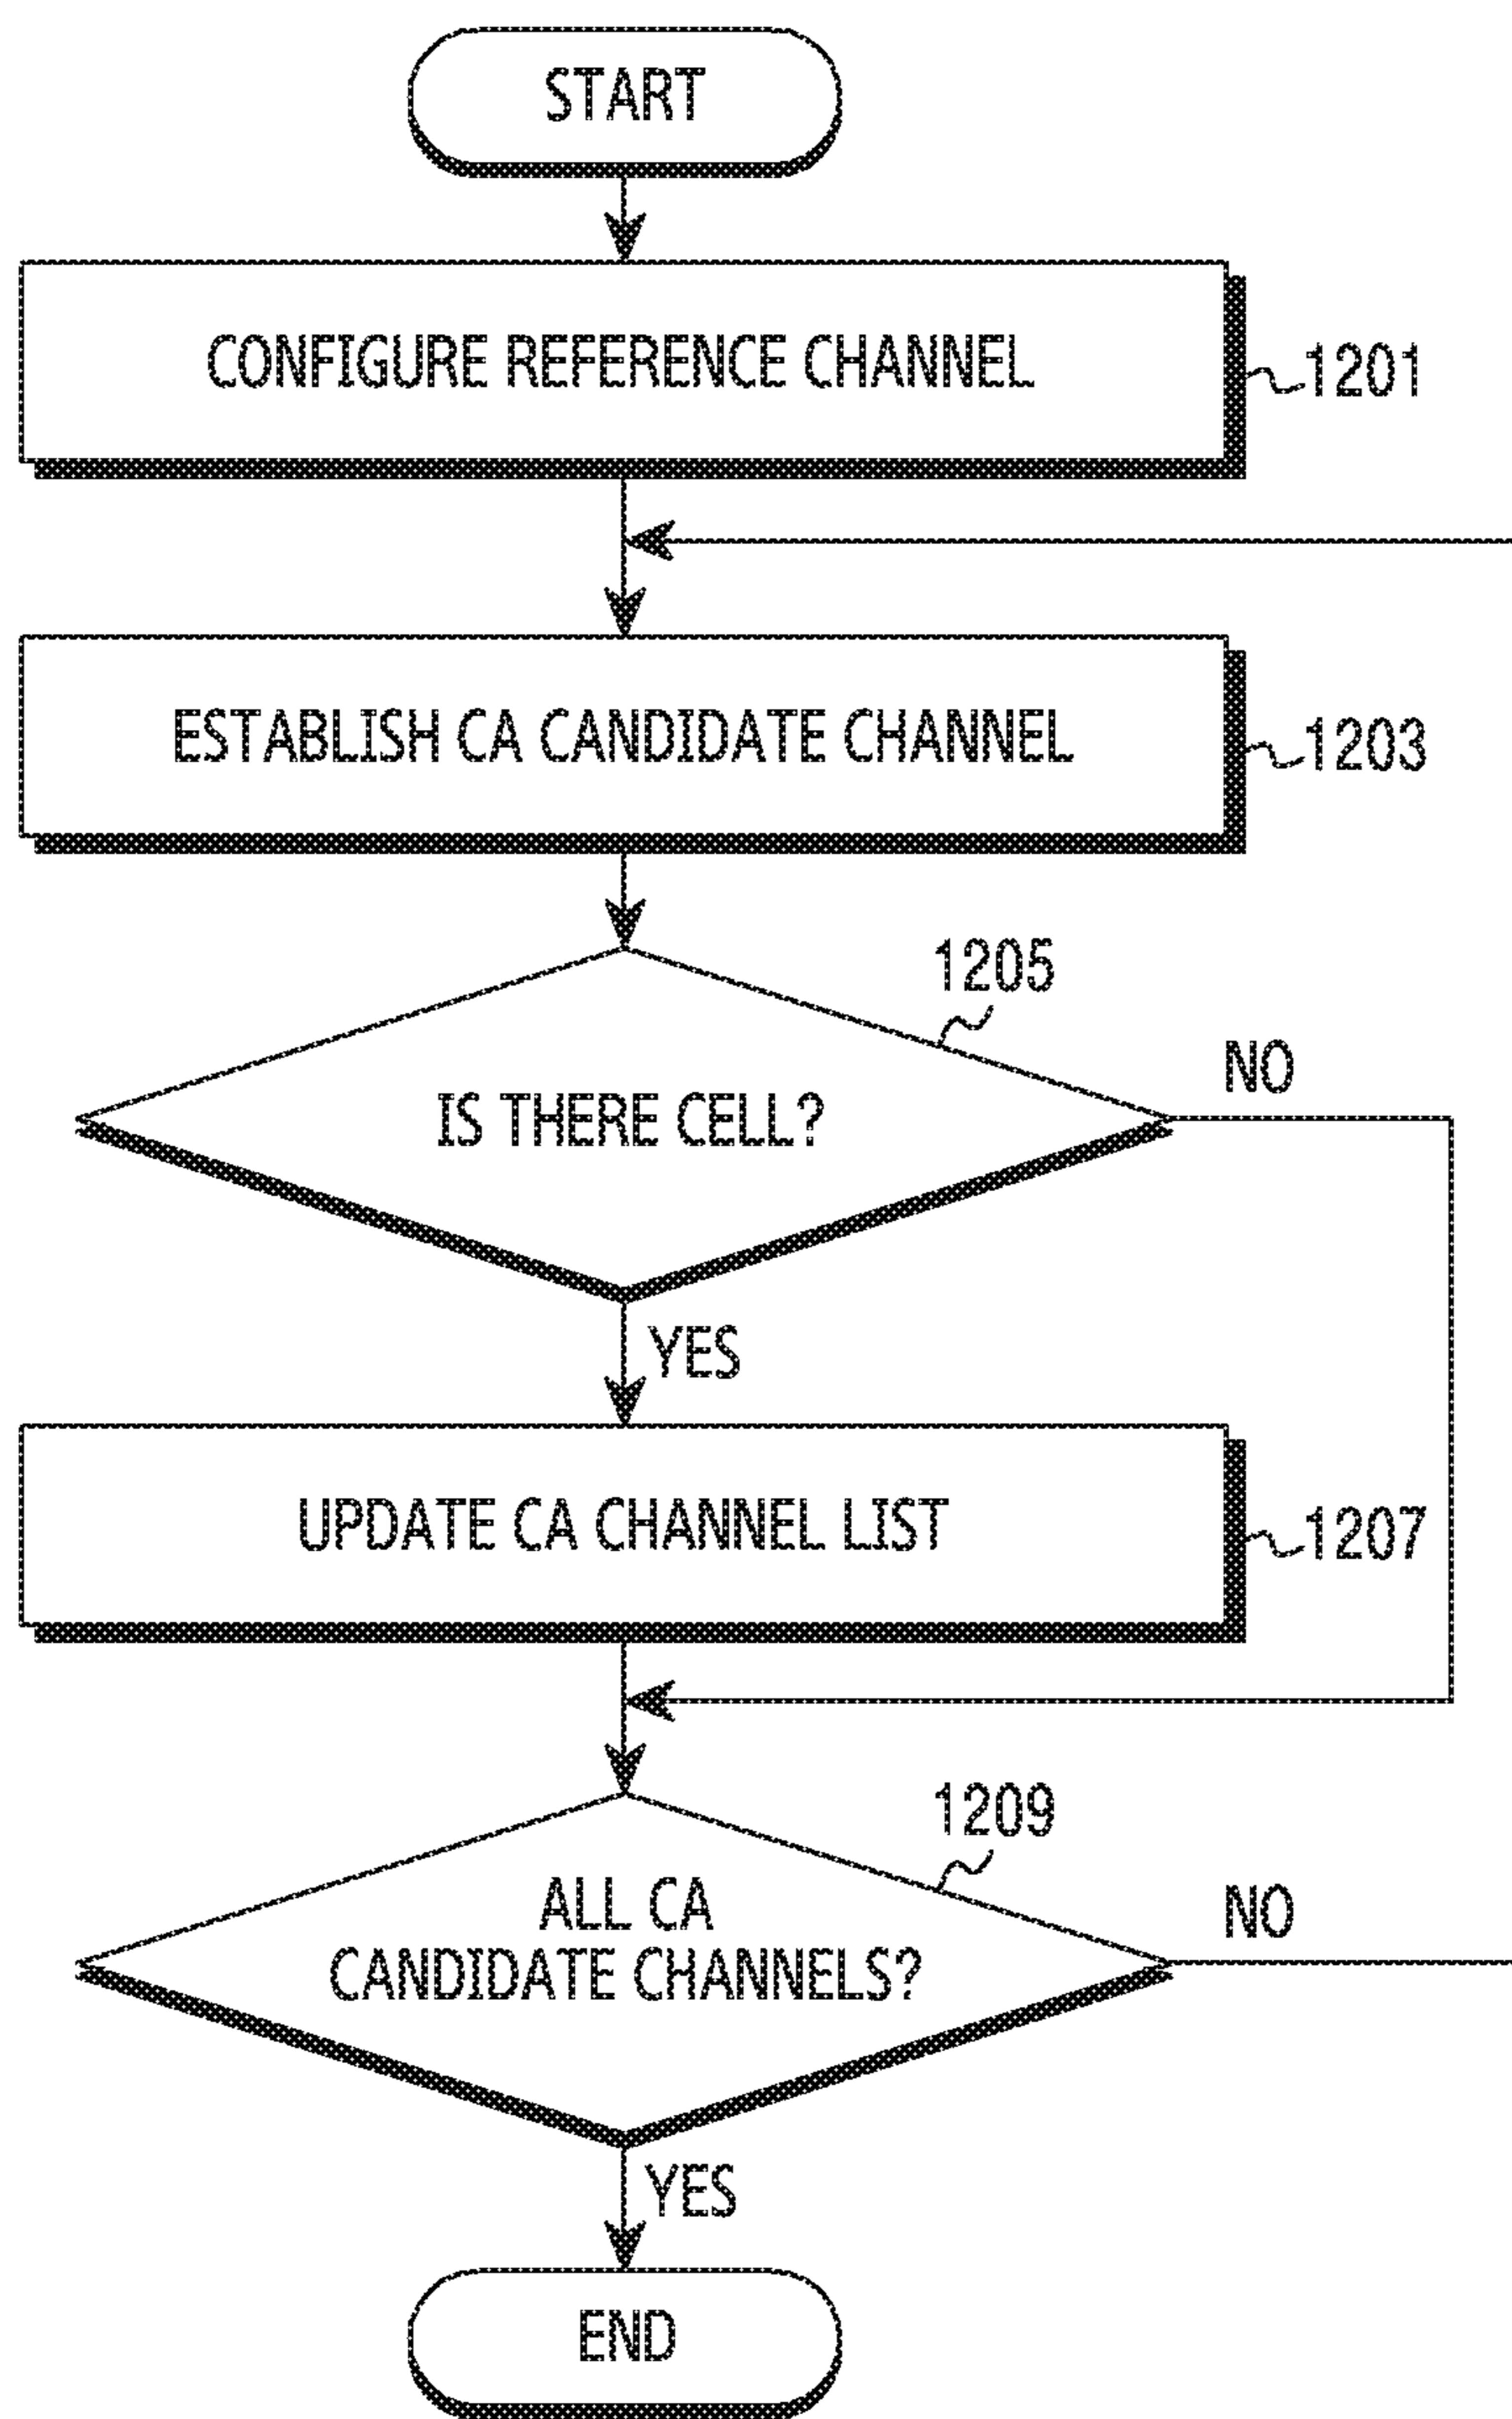 START
CONFIGURE REFERENCE CHANNEL
1201
ESTABLISH CA CANDIDATE CHANNEL
1203
1205
NO
IS THERE CELL?
YES
UPDATE CA CHANNEL LIST
1207
1209
ALL CA
CANDIDATE CHANNELS?
NO
YES
END